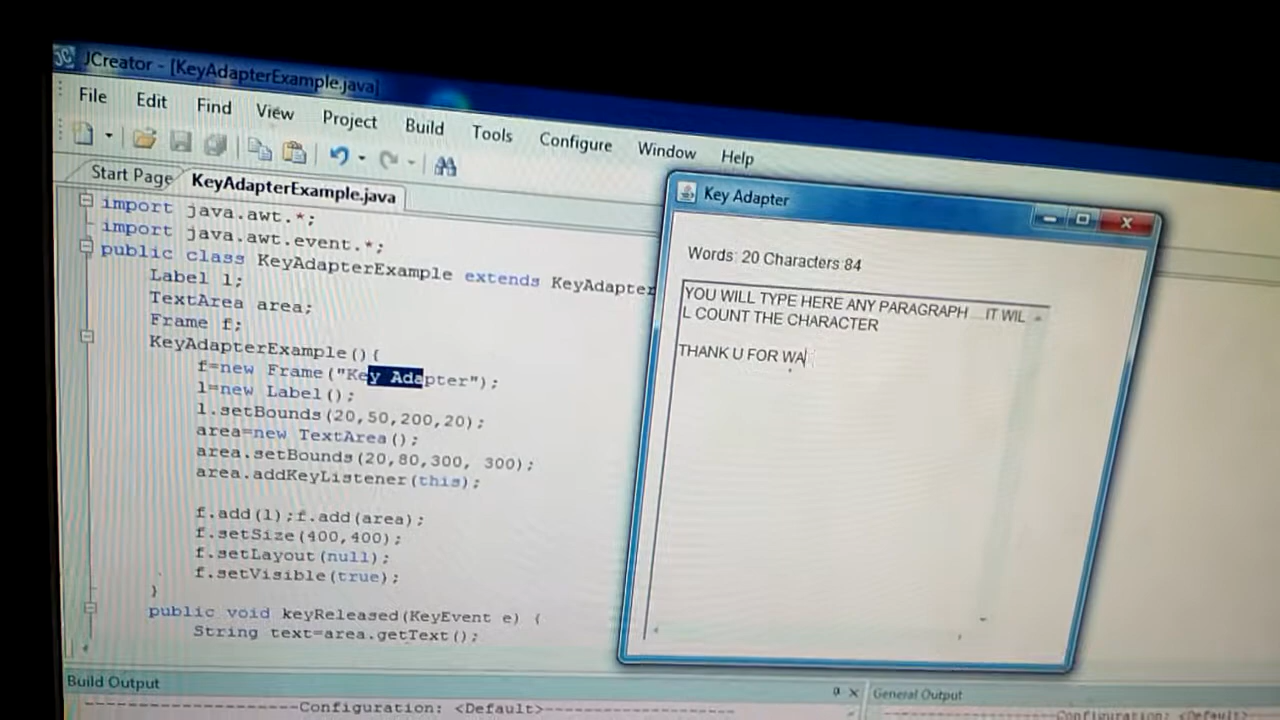 JCreator - [KeyAdapterExample.java]
File Edit Find View Project Build Tools Configure Window Help
Start Page KeyAdapterExample.java
import java.awt.*;
import java.awt.event.*;
public class KeyAdapterExample extends KeyAdapter
Label l;
TextArea area;
Frame f;
KeyAdapterExample(){
f=new Frame("Key Adapter");
l=new Label();
l.setBounds(20,50,200,20);
area=new TextArea();
area.setBounds(20,80,300, 300);
area.addKeyListener(this);
f.add(l);f.add(area);
f.setSize(400,400);
f.setLayout(null);
f.setVisible(true);
}
public void keyReleased(KeyEvent e) {
String text=area.getText();
Key Adapter
Words: 20 Characters:84
YOU WILL TYPE HERE ANY PARAGRAPH ...IT WIL
L COUNT THE CHARACTER
THANK U FOR WA
Build Output
--------------------Configuration: <Default>--------------------
General Output
--------------------Configuration: <Default>